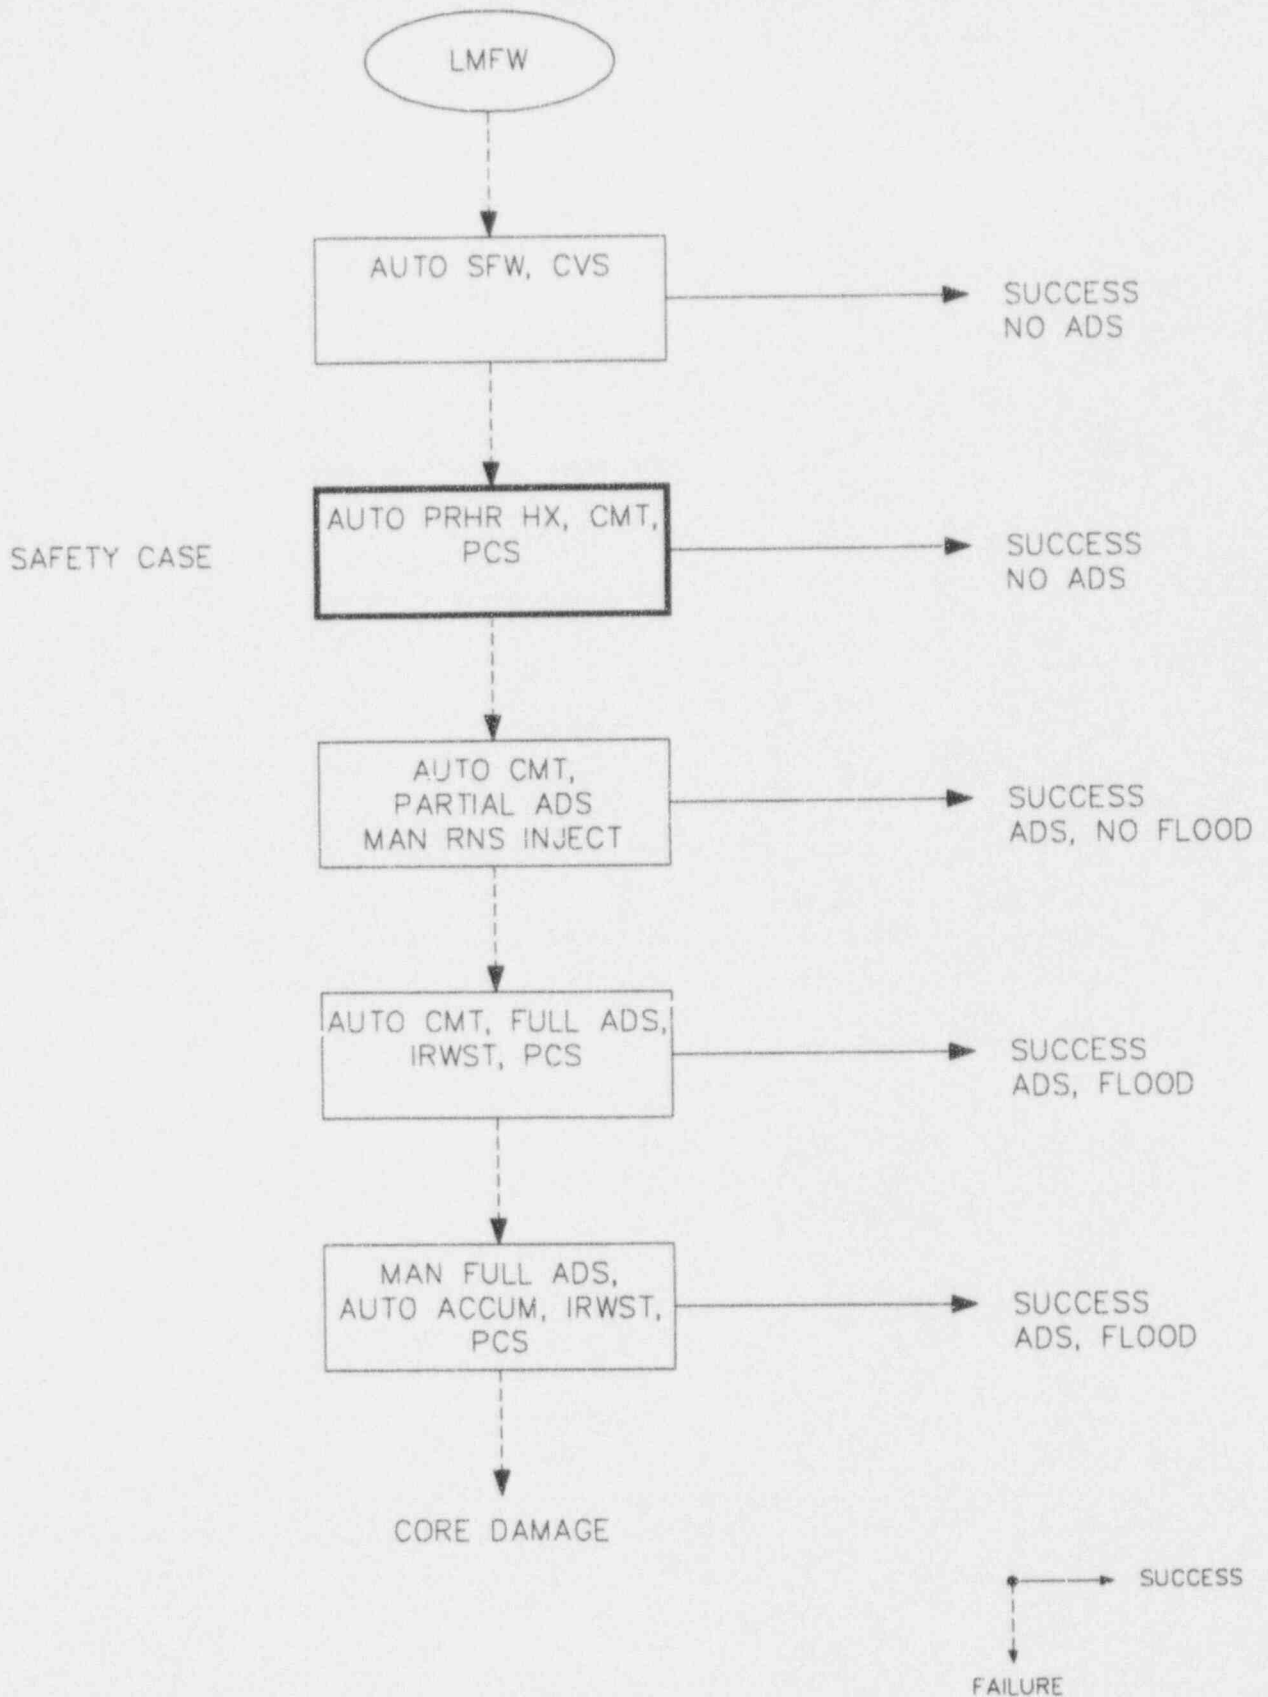 LMFW
AUTO SFW, CVS
SUCCESS
NO ADS
SAFETY CASE
AUTO PRHR HX, CMT,
PCS
SUCCESS
NO ADS
AUTO CMT,
PARTIAL ADS
MAN RNS INJECT
SUCCESS
ADS, NO FLOOD
AUTO CMT, FULL ADS,
IRWST, PCS
SUCCESS
ADS, FLOOD
MAN FULL ADS,
AUTO ACCUM, IRWST,
PCS
SUCCESS
ADS, FLOOD
CORE DAMAGE
SUCCESS
FAILURE